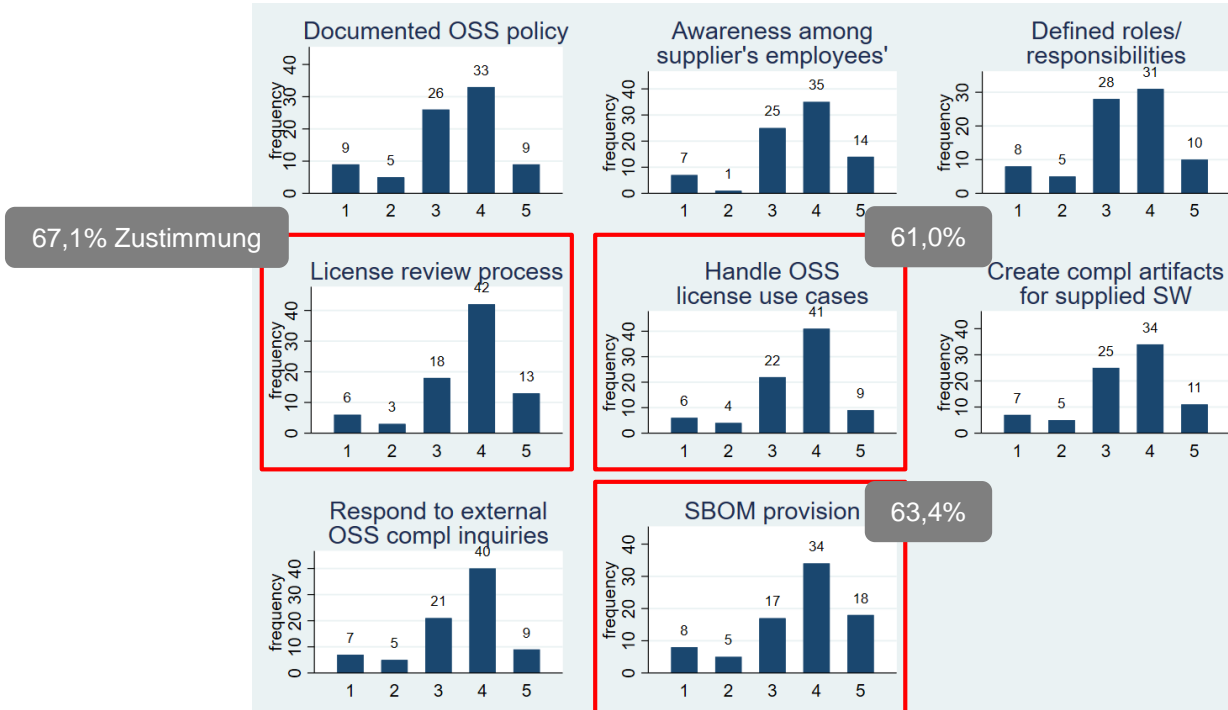 Documented OSS policy
frequency
0 10 20 30 40
9 5 26 33 9
1 2 3 4 5
Awareness among
supplier's employees'
frequency
0 10 20 30 40
7 1 25 35 14
1 2 3 4 5
Defined roles/
responsibilities
frequency
0 10 20 30
8 5 28 31 10
1 2 3 4 5
67,1% Zustimmung
License review process
frequency
0 10 20 30 40
6 3 18 42 13
1 2 3 4 5
61,0%
Handle OSS
license use cases
frequency
0 10 20 30 40
6 4 22 41 9
1 2 3 4 5
Create compl artifacts
for supplied SW
frequency
0 10 20 30 40
7 5 25 34 11
1 2 3 4 5
Respond to external
OSS compl inquiries
frequency
0 10 20 30 40
7 5 21 40 9
1 2 3 4 5
SBOM provision
63,4%
frequency
0 10 20 30 40
8 5 17 34 18
1 2 3 4 5